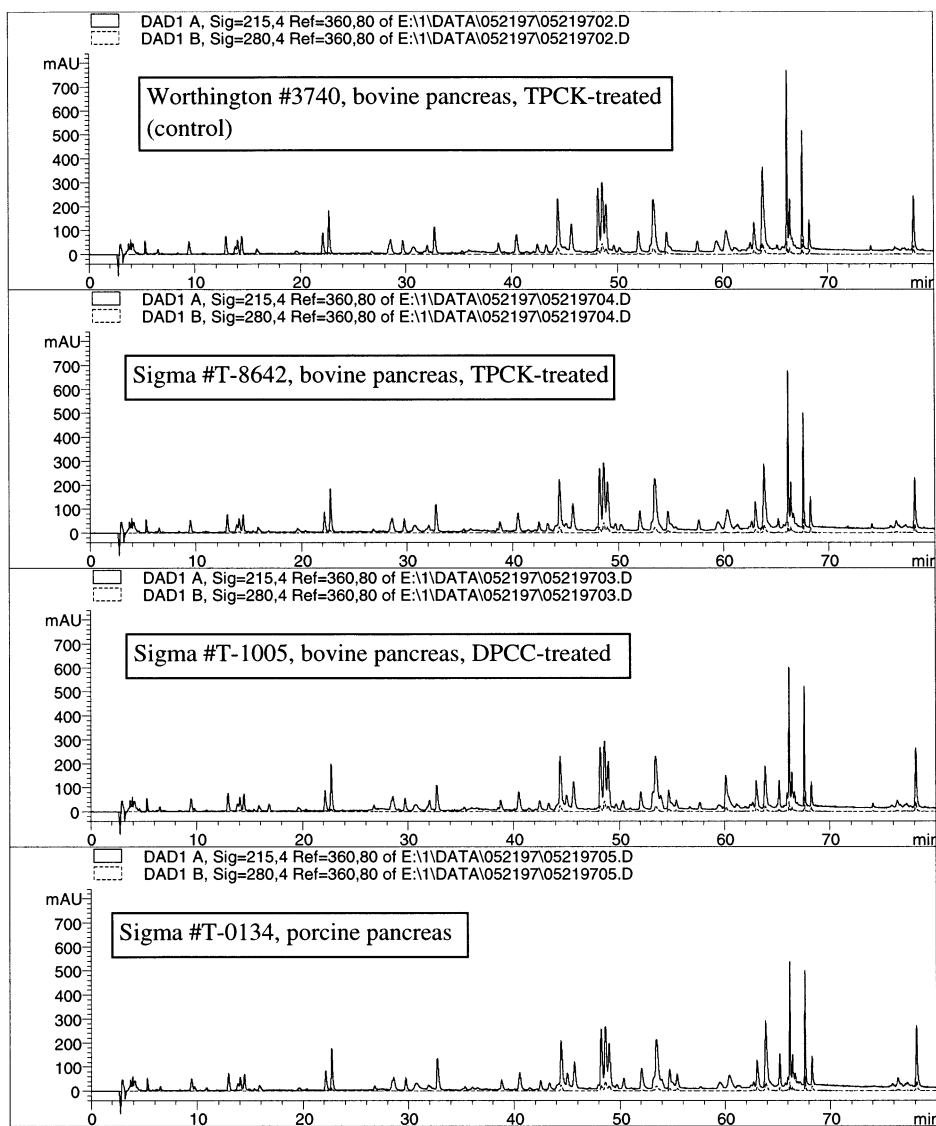 DAD1 A, Sig=215,4 Ref=360,80 of E:\1\DATA\052197\05219702.D
DAD1 B, Sig=280,4 Ref=360,80 of E:\1\DATA\052197\05219702.D
mAU
Worthington #3740, bovine pancreas, TPCK-treated
(control)
700
600
500
400
300
200
100
0
0 10 20 30 40 50 60 70 min
DAD1 A, Sig=215,4 Ref=360,80 of E:\1\DATA\052197\05219704.D
DAD1 B, Sig=280,4 Ref=360,80 of E:\1\DATA\052197\05219704.D
mAU
Sigma #T-8642, bovine pancreas, TPCK-treated
700
600
500
400
300
200
100
0
0 10 20 30 40 50 60 70 min
DAD1 A, Sig=215,4 Ref=360,80 of E:\1\DATA\052197\05219703.D
DAD1 B, Sig=280,4 Ref=360,80 of E:\1\DATA\052197\05219703.D
mAU
Sigma #T-1005, bovine pancreas, DPCC-treated
700
600
500
400
300
200
100
0
0 10 20 30 40 50 60 70 min
DAD1 A, Sig=215,4 Ref=360,80 of E:\1\DATA\052197\05219705.D
DAD1 B, Sig=280,4 Ref=360,80 of E:\1\DATA\052197\05219705.D
mAU
Sigma #T-0134, porcine pancreas
700
600
500
400
300
200
100
0
0 10 20 30 40 50 60 70 min